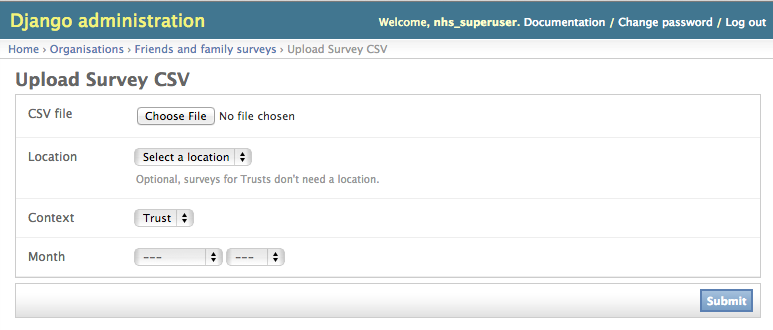 Django administration
Welcome, nhs_superuser. Documentation / Change password / Log out
Home › Organisations › Friends and family surveys › Upload Survey CSV
Upload Survey CSV
CSV file Choose File No file chosen
Location Select a location
Optional, surveys for Trusts don't need a location.
Context Trust
Month --- ---
Submit